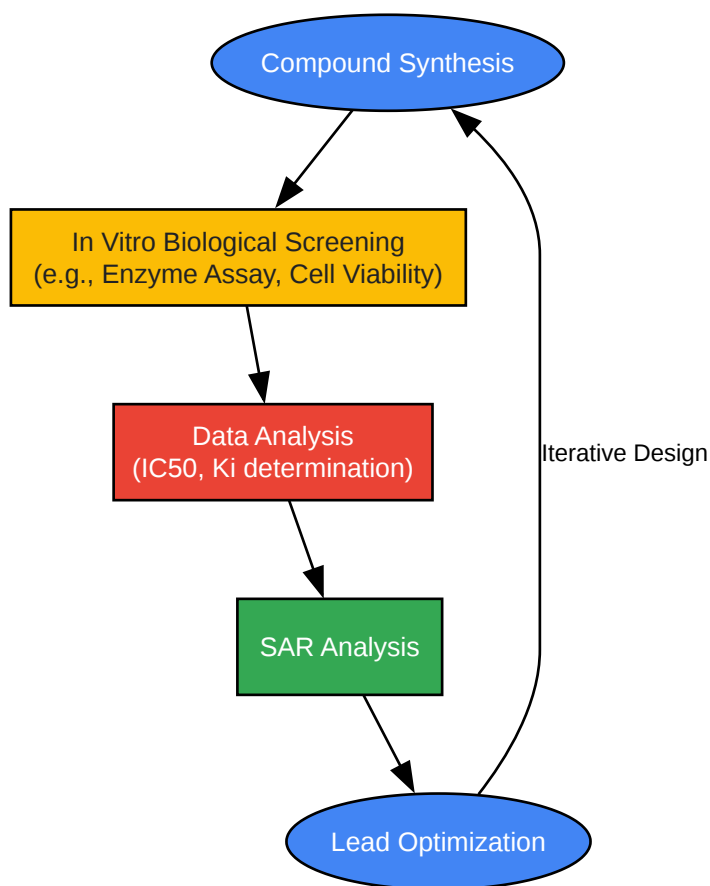 Compound Synthesis
In Vitro Biological Screening
(e.g., Enzyme Assay, Cell Viability)
Data Analysis
(IC50, Ki determination)
Iterative Design
SAR Analysis
Lead Optimization